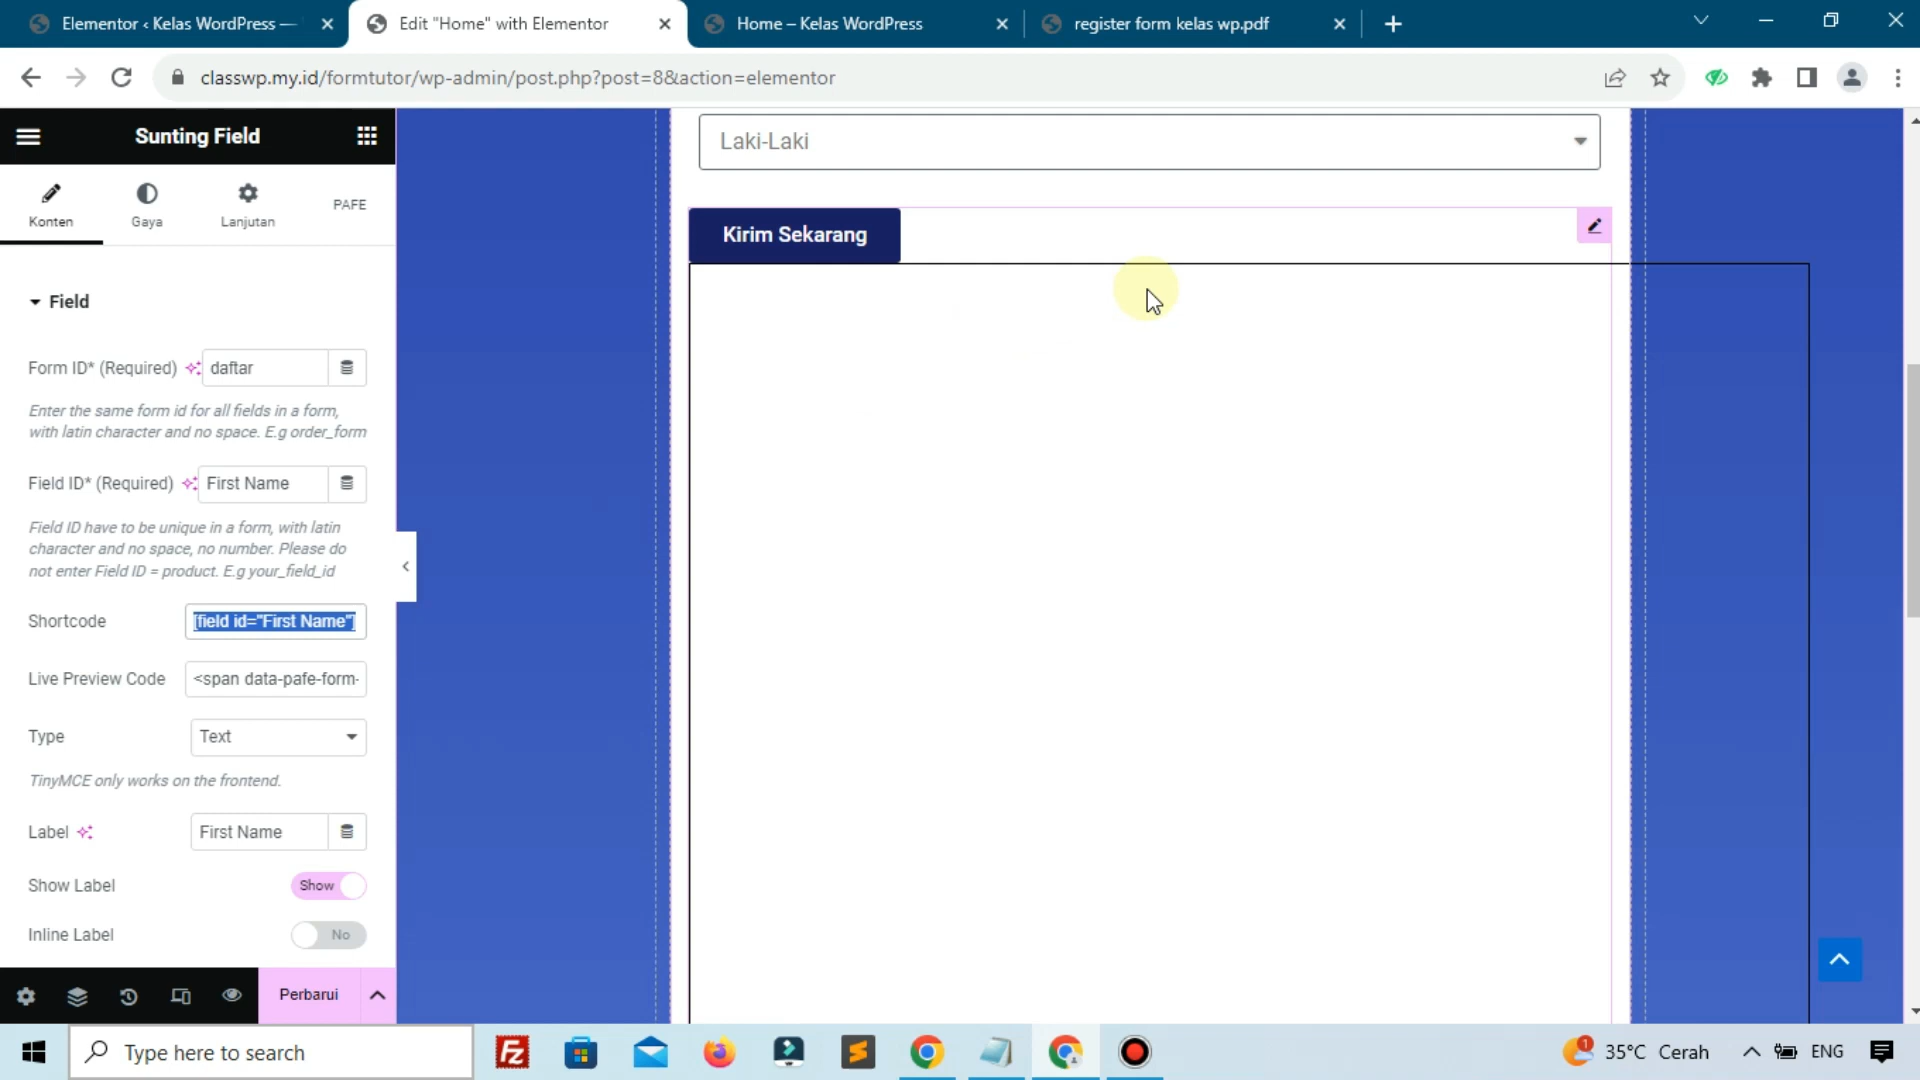 Elementor ‹ Kelas WordPress —
Edit "Home" with Elementor
Home – Kelas WordPress
register form kelas wp.pdf
classwp.my.id/formtutor/wp-admin/post.php?post=8&action=elementor
Sunting Field
Konten
Gaya
Lanjutan
PAFE
Field
Form ID* (Required)
daftar
Enter the same form id for all fields in a form,
with latin character and no space. E.g order_form
Field ID* (Required)
First Name
Field ID have to be unique in a form, with latin
character and no space, no number. Please do
not enter Field ID = product. E.g your_field_id
Shortcode
[field id="First Name"]
Live Preview Code
<span data-pafe-form-
Type
Text
TinyMCE only works on the frontend.
Label
First Name
Show Label
Show
Inline Label
No
Perbarui
Laki-Laki
Kirim Sekarang
Type here to search
1
35°C Cerah
ENG